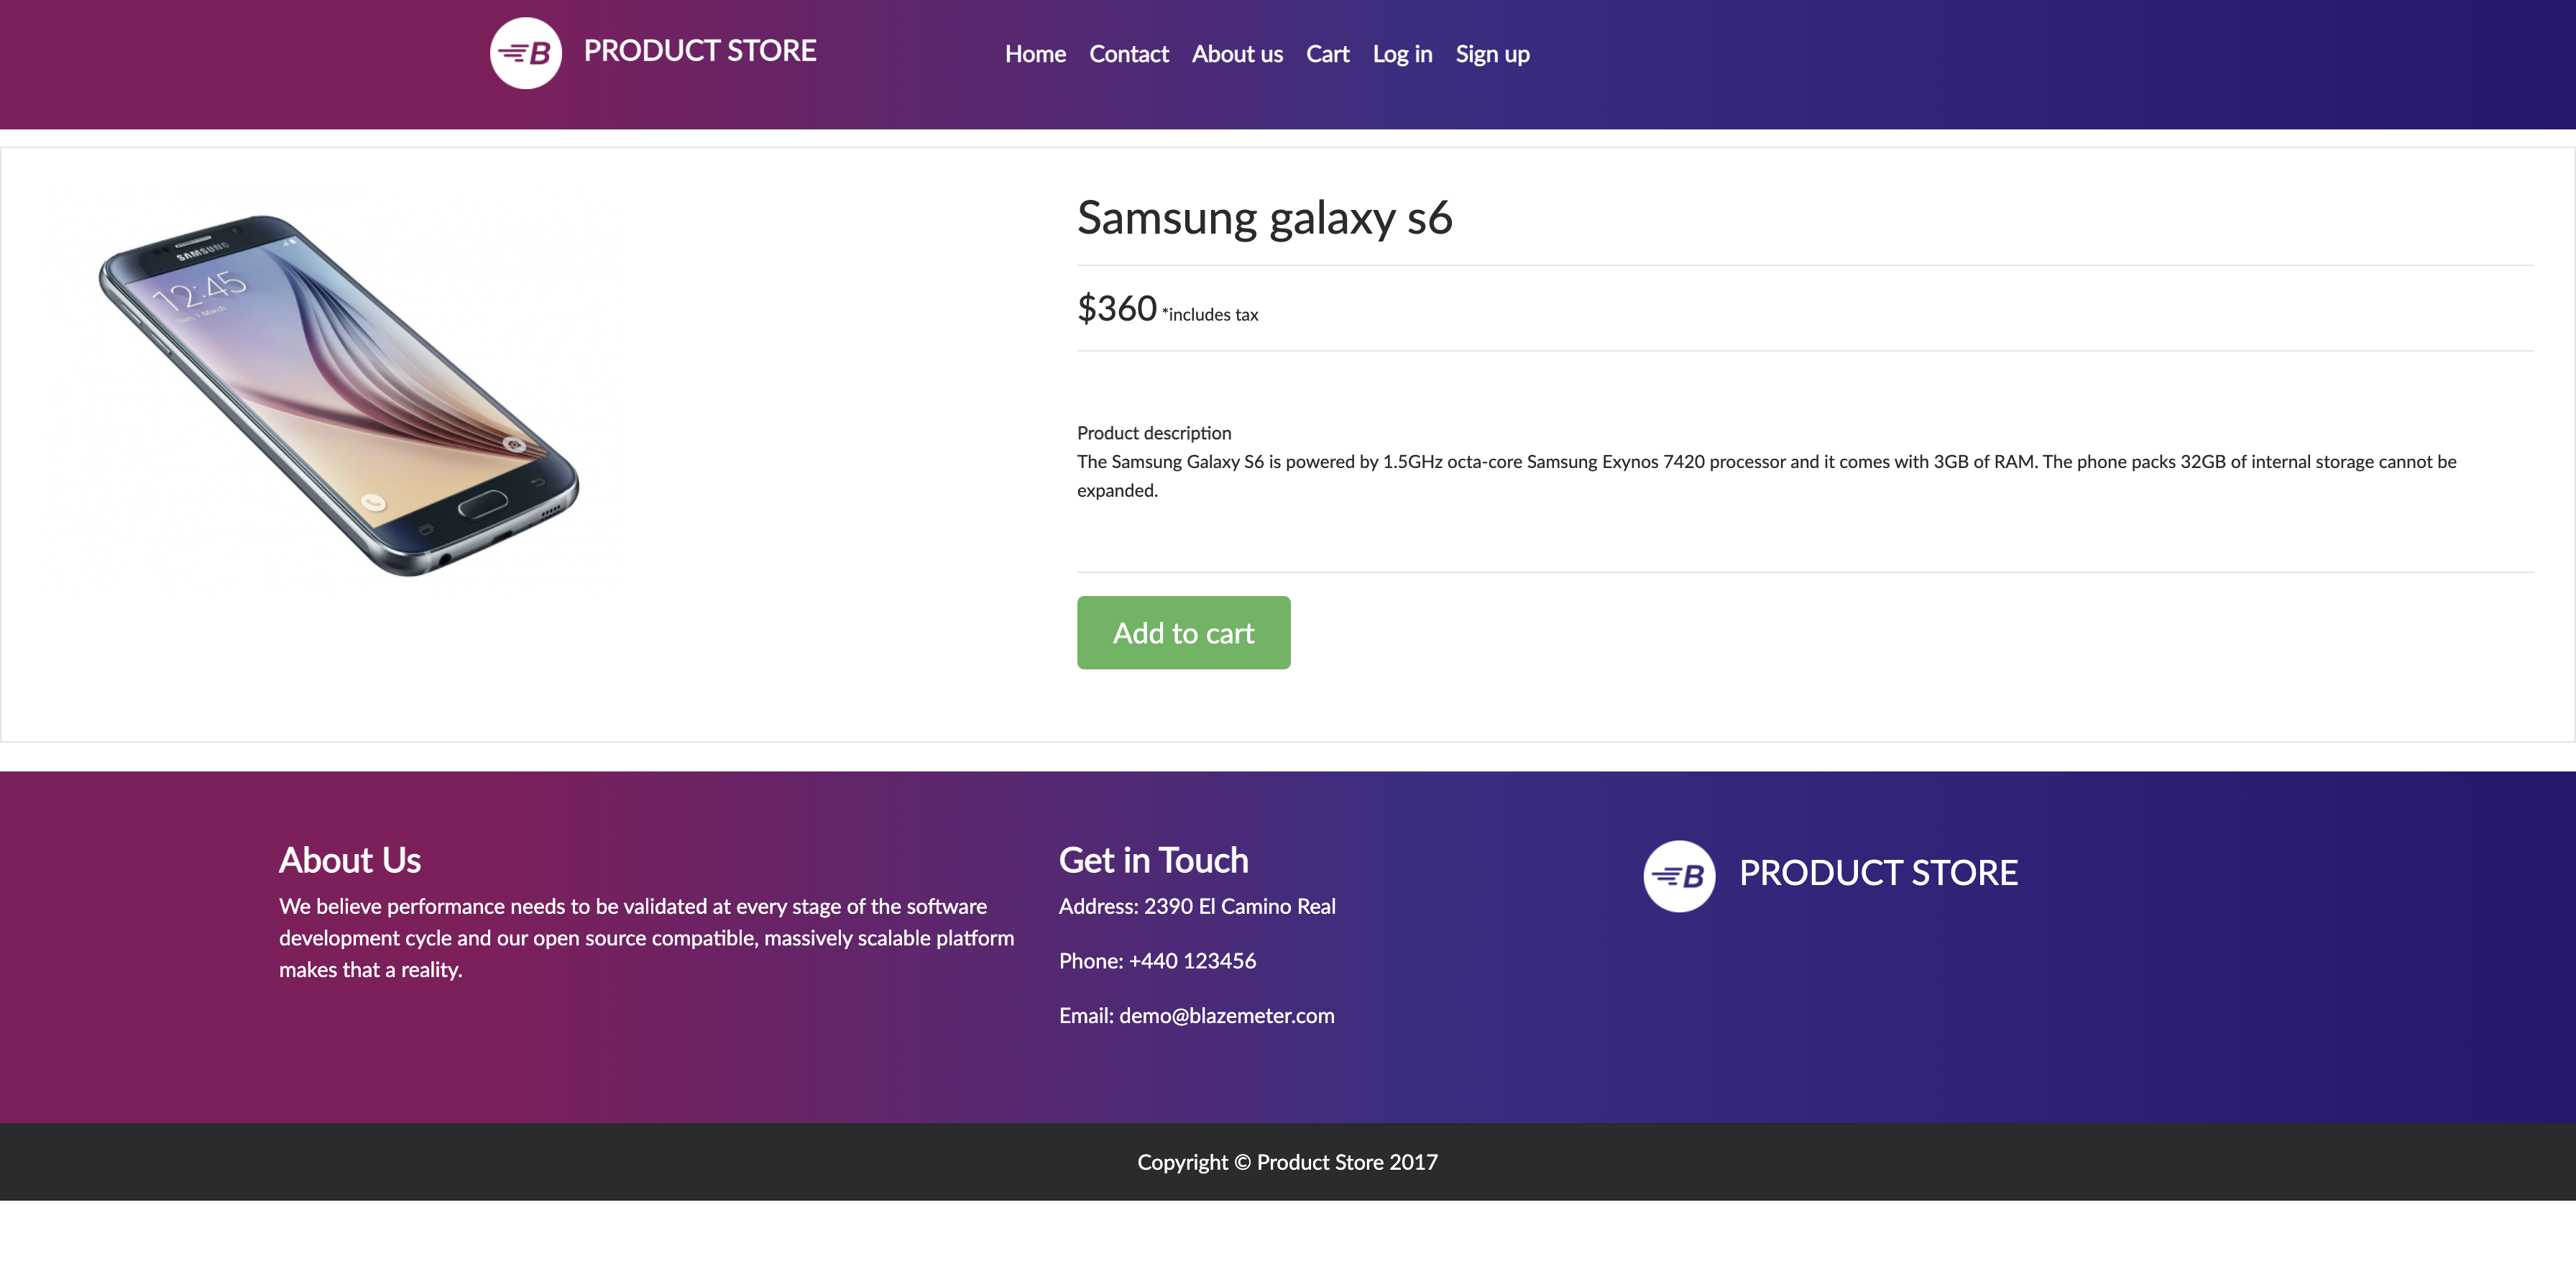 B PRODUCT STORE
Home Contact About us Cart Log in Sign up
SAMSUNG
12:45
Sun, 1 March
Samsung galaxy s6
$360 *includes tax
Product description
The Samsung Galaxy S6 is powered by 1.5GHz octa-core Samsung Exynos 7420 processor and it comes with 3GB of RAM. The phone packs 32GB of internal storage cannot be
expanded.
Add to cart
About Us
We believe performance needs to be validated at every stage of the software
development cycle and our open source compatible, massively scalable platform
makes that a reality.
Get in Touch
Address: 2390 El Camino Real
Phone: +440 123456
Email: demo@blazemeter.com
B PRODUCT STORE
Copyright © Product Store 2017